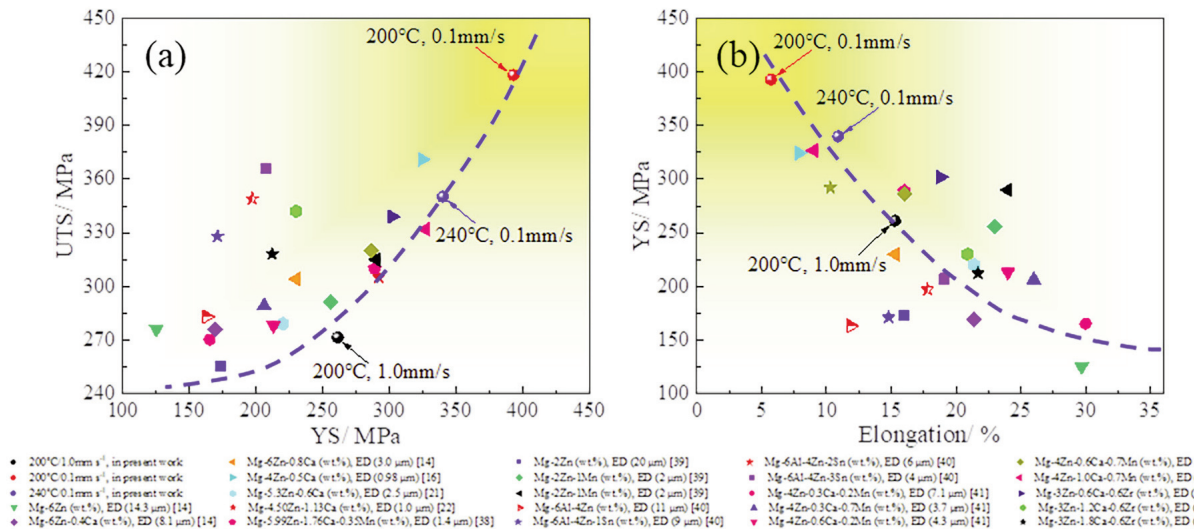 (a)
200°C, 0.1mm/s
240°C, 0.1mm/s
200°C, 1.0mm/s
450
420
390
360
330
300
270
240
UTS/ MPa
100 150 200 250 300 350 400 450
YS/ MPa
(b)
200°C, 0.1mm/s
240°C, 0.1mm/s
200°C, 1.0mm/s
450
400
350
300
250
200
150
100
YS/ MPa
0 5 10 15 20 25 30 35
Elongation/ %
200°C/1.0mm s⁻¹, in present work
200°C/0.1mm s⁻¹, in present work
240°C/0.1mm s⁻¹, in present work
Mg-6Zn (wt.%), ED (14.3 μm) [14]
Mg-6Zn-0.4Ca (wt.%), ED (8.1 μm) [14]
Mg-6Zn-0.8Ca (wt.%), ED (3.0 μm) [14]
Mg-4Zn-0.5Ca (wt.%), ED (0.98 μm) [16]
Mg-5.3Zn-0.6Ca (wt.%), ED (2.5 μm) [21]
Mg-4.50Zn-1.13Ca (wt.%), ED (1.0 μm) [22]
Mg-5.99Zn-1.76Ca-0.35Mn (wt.%), ED (1.4 μm) [38]
Mg-2Zn (wt.%), ED (20 μm) [39]
Mg-2Zn-1Mn (wt.%), ED (2 μm) [39]
Mg-2Zn-1Mn (wt.%), ED (2 μm) [39]
Mg-6Al-4Zn (wt.%), ED (11 μm) [40]
Mg-6Al-4Zn-1Sn (wt.%), ED (9 μm) [40]
Mg-6Al-4Zn-2Sn (wt.%), ED (6 μm) [40]
Mg-6Al-4Zn-3Sn (wt.%), ED (4 μm) [40]
Mg-4Zn-0.3Ca-0.2Mn (wt.%), ED (7.1 μm) [41]
Mg-4Zn-0.3Ca-0.7Mn (wt.%), ED (3.7 μm) [41]
Mg-4Zn-0.6Ca-0.2Mn (wt.%), ED (4.3 μm) [41]
Mg-4Zn-0.6Ca-0.7Mn (wt.%), ED
Mg-4Zn-1.0Ca-0.7Mn (wt.%), ED
Mg-3Zn-0.6Ca-0.6Zr (wt.%), ED
Mg-3Zn-1.2Ca-0.6Zr (wt.%), ED
Mg-3Zn-1.8Ca-0.6Zr (wt.%), ED